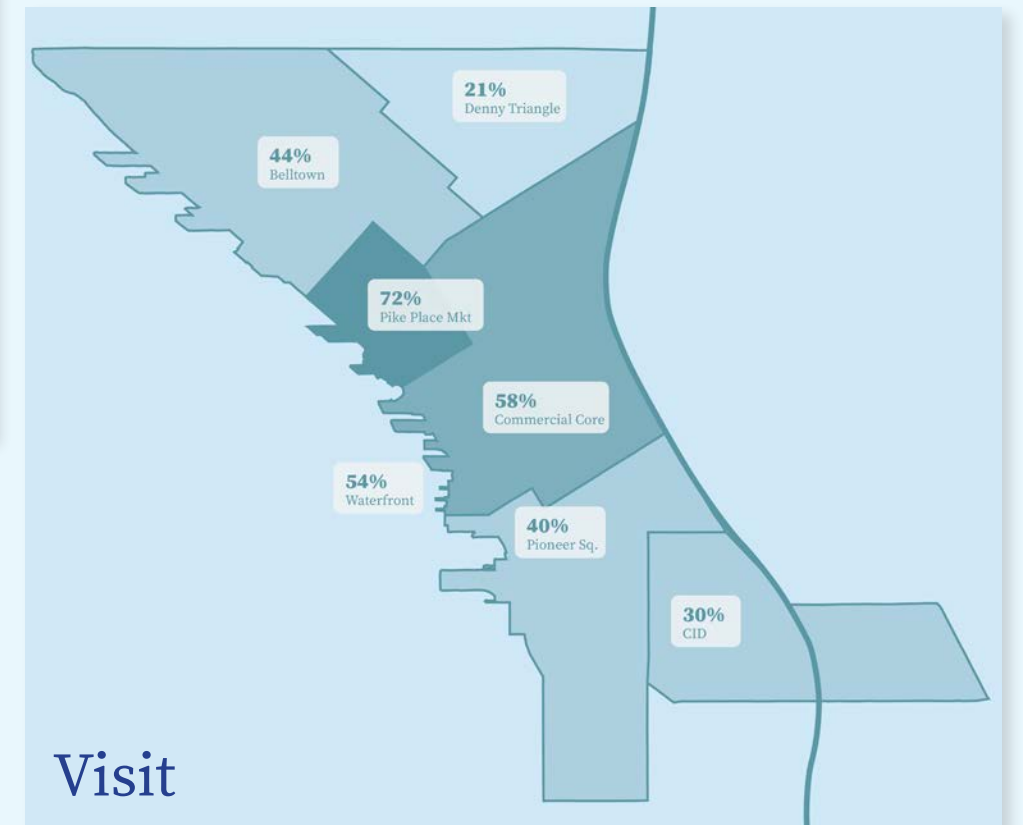 21%
Denny Triangle
44%
Belltown
72%
Pike Place Mkt
58%
Commercial Core
54%
Waterfront
40%
Pioneer Sq.
30%
CID
Visit